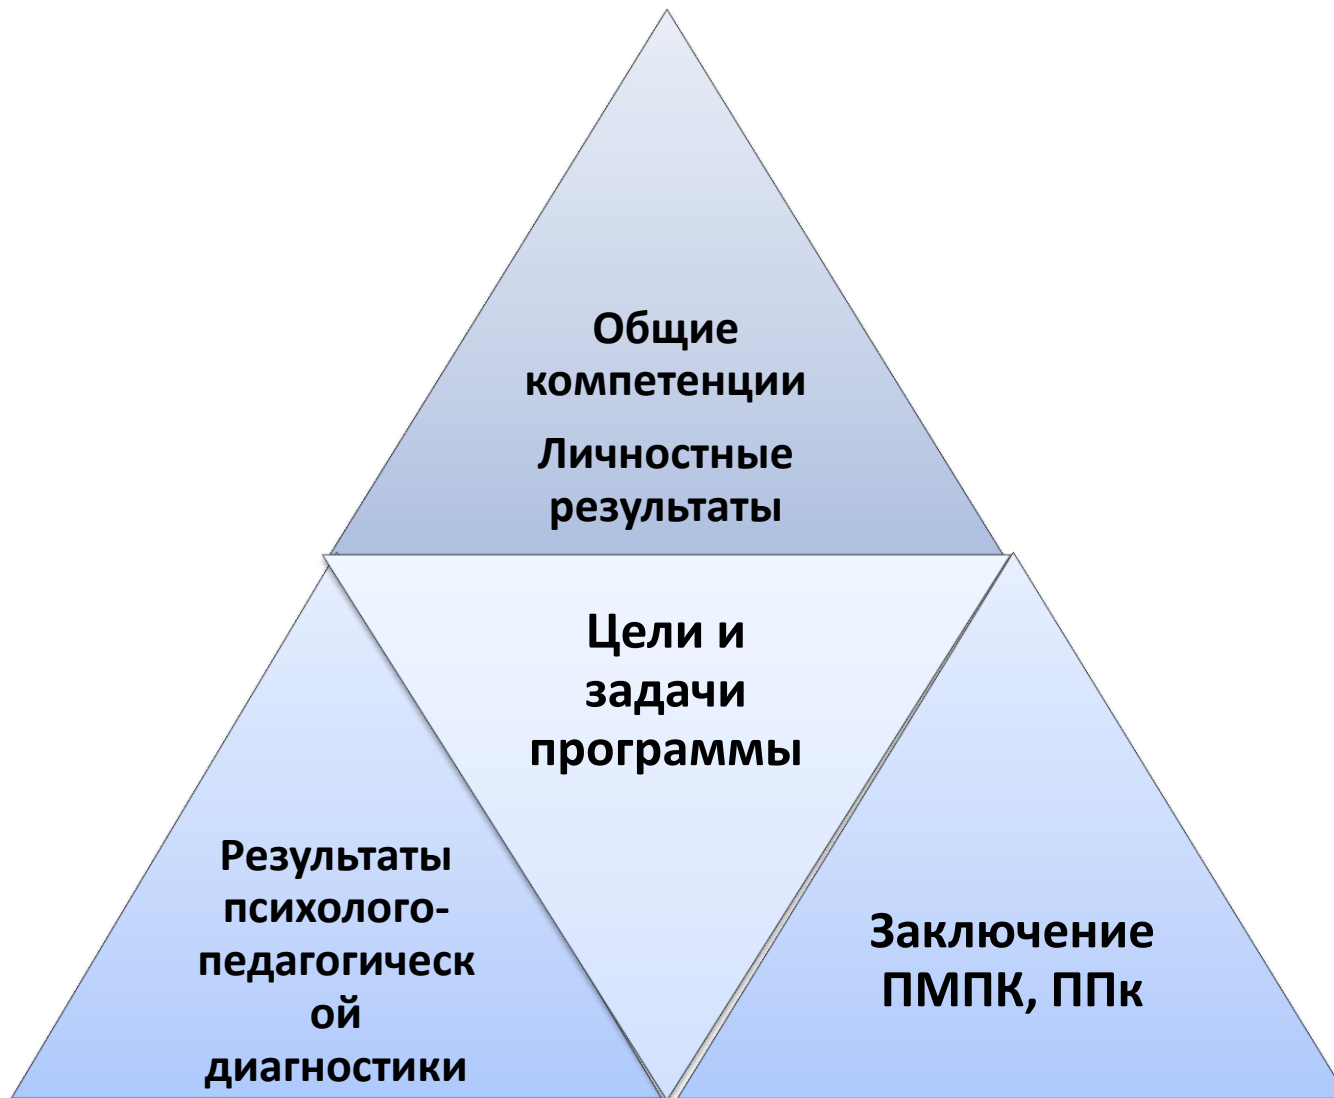 Общие
компетенции
Личностные
результаты
Цели и
задачи
программы
Результаты
психолого-
педагогическ
ой
диагностики
Заключение
ПМПК, ППк